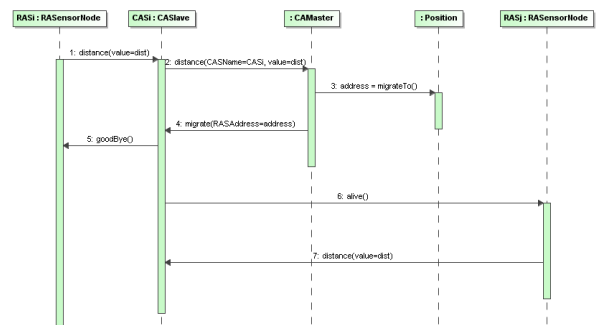 RASi : RASensorNode
CASi : CASlave
: CAMaster
: Position
RASj : RASensorNode
1: distance(value=dist)
2: distance(CASName=CASi, value=dist)
3: address = migrateTo()
4: migrate(RASAddress=address)
5: goodBye()
6: alive()
7: distance(value=dist)